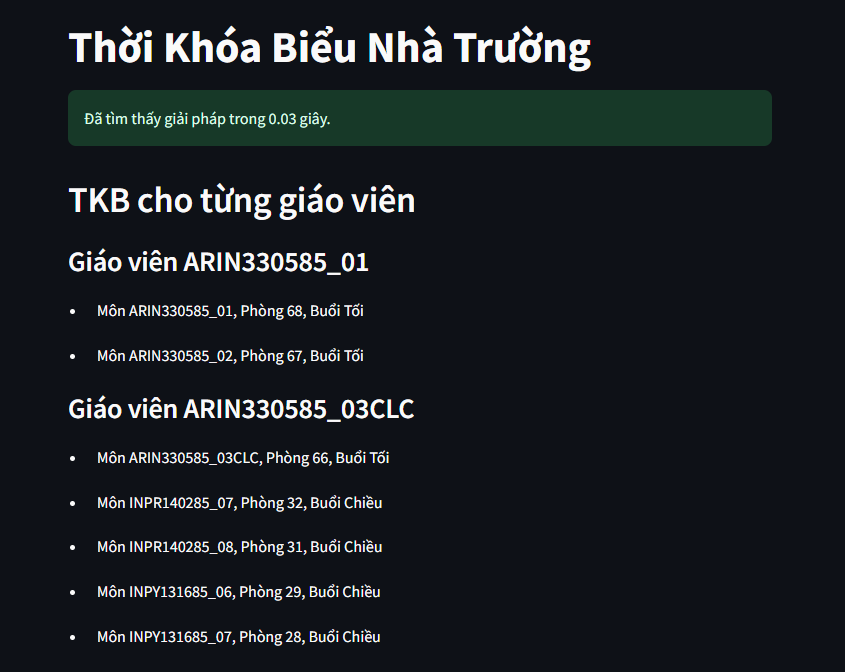 Thời Khóa Biểu Nhà Trường
Đã tìm thấy giải pháp trong 0.03 giây.
TKB cho từng giáo viên
Giáo viên ARIN330585_01
• Môn ARIN330585_01, Phòng 68, Buổi Tối
• Môn ARIN330585_02, Phòng 67, Buổi Tối
Giáo viên ARIN330585_03CLC
• Môn ARIN330585_03CLC, Phòng 66, Buổi Tối
• Môn INPR140285_07, Phòng 32, Buổi Chiều
• Môn INPR140285_08, Phòng 31, Buổi Chiều
• Môn INPY131685_06, Phòng 29, Buổi Chiều
• Môn INPY131685_07, Phòng 28, Buổi Chiều